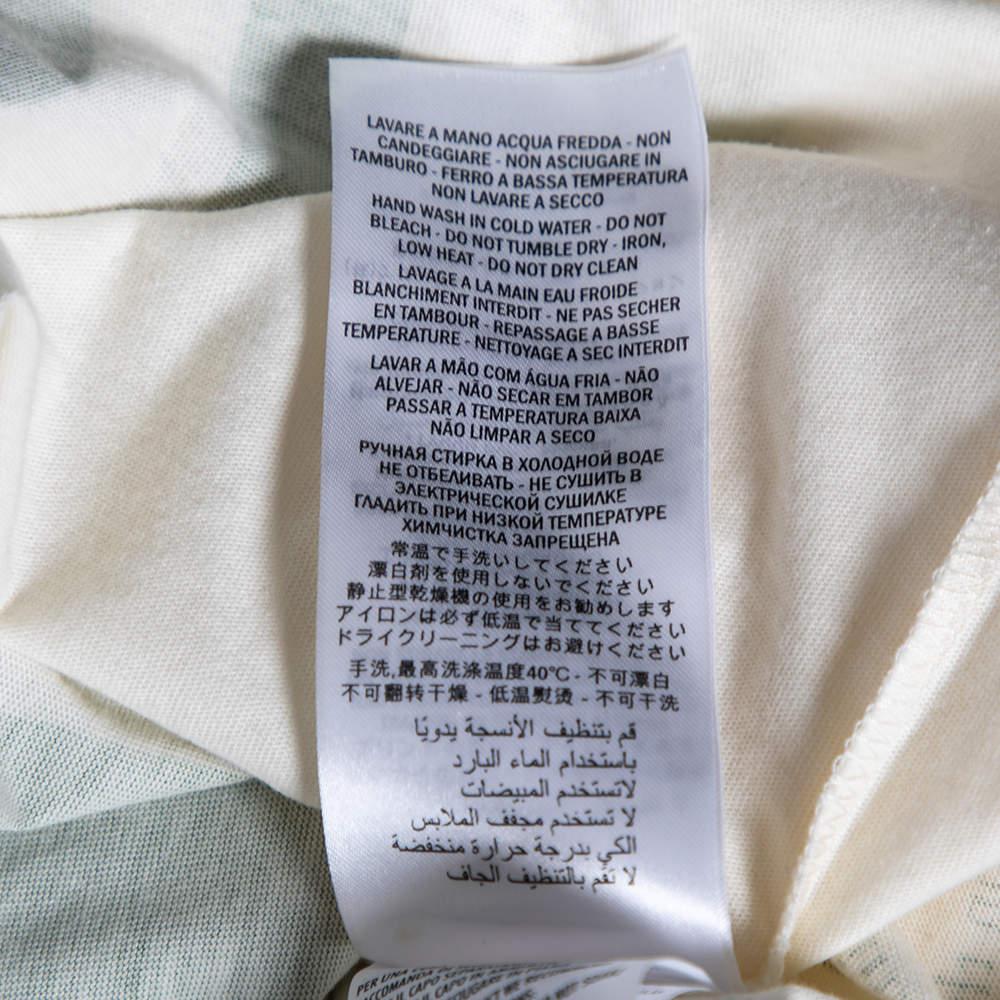 LAVARE A MANO ACQUA FREDDA - NON
CANDEGGIARE - NON ASCIUGARE IN
TAMBURO - FERRO A BASSA TEMPERATURA
NON LAVARE A SECCO
HAND WASH IN COLD WATER - DO NOT
BLEACH - DO NOT TUMBLE DRY - IRON,
LOW HEAT - DO NOT DRY CLEAN
LAVAGE A LA MAIN EAU FROIDE
BLANCHIMENT INTERDIT - NE PAS SECHER
EN TAMBOUR - REPASSAGE A BASSE
TEMPERATURE - NETTOYAGE A SEC INTERDIT
LAVAR A MÃO COM ÁGUA FRIA - NÃO
ALVEJAR - NÃO SECAR EM TAMBOR
PASSAR A TEMPERATURA BAIXA
NÃO LIMPAR A SECO
РУЧНАЯ СТИРКА В ХОЛОДНОЙ ВОДЕ
НЕ ОТБЕЛИВАТЬ - НЕ СУШИТЬ В
ЭЛЕКТРИЧЕСКОЙ СУШИЛКЕ
ГЛАДИТЬ ПРИ НИЗКОЙ ТЕМПЕРАТУРЕ
ХИМЧИСТКА ЗАПРЕЩЕНА
常温で手洗いしてください
漂白剤を使用しないでください
静止型乾燥機の使用をお勧めします
アイロンは必ず低温で当ててください
ドライクリーニングはお避けください
手洗,最高洗涤温度40℃ - 不可漂白
不可翻转干燥 - 低温熨烫 - 不可干洗
قم بتنظيف الأنسجة يدويًا
باستخدام الماء البارد
لاتستخدم المبيضات
لا تستخدم مجفف الملابس
الكي بدرجة حرارة منخفضة
لا تقم بالتنظيف الجاف
PER UNA